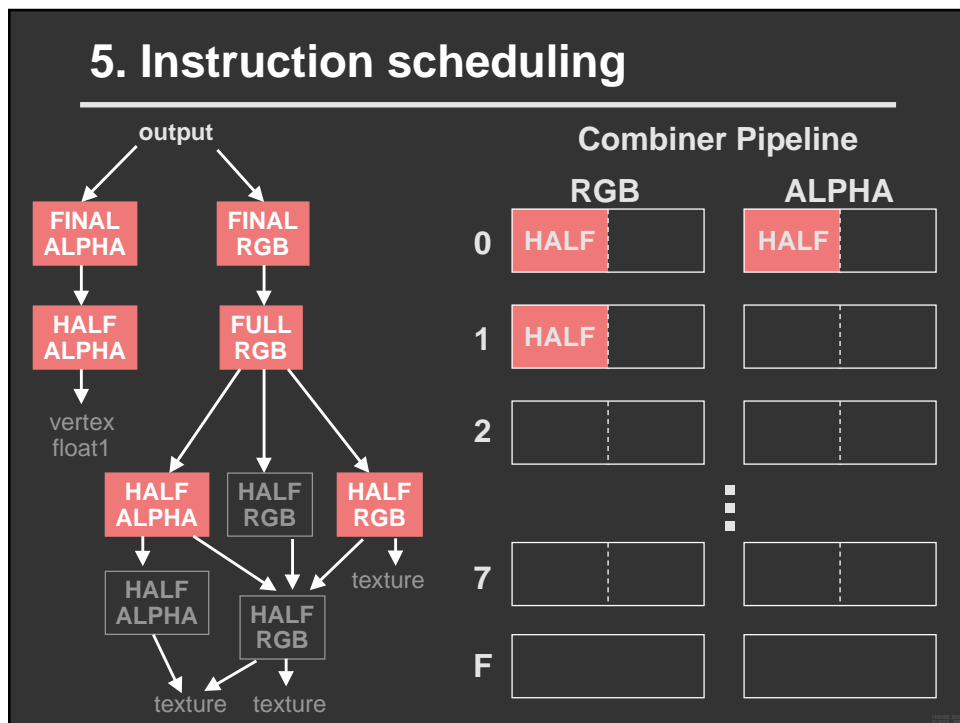 5. Instruction scheduling
output
FINAL
ALPHA
FINAL
RGB
HALF
ALPHA
FULL
RGB
vertex
float1
HALF
ALPHA
HALF
RGB
HALF
RGB
HALF
ALPHA
HALF
RGB
texture
texture
texture
Combiner Pipeline
RGB
ALPHA
0
HALF
HALF
1
HALF
2
7
F